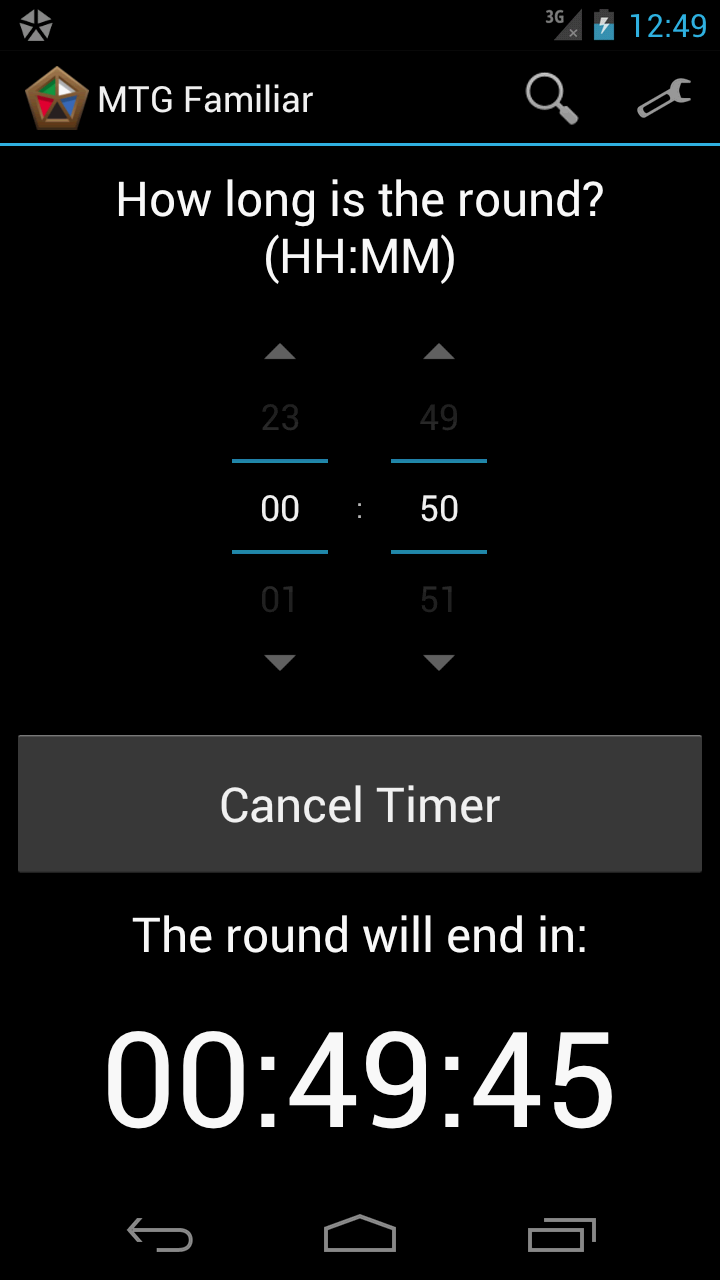 3G
12:49
MTG Familiar
How long is the round?
(HH:MM)
23 49
00 : 50
01 51
Cancel Timer
The round will end in:
00:49:45